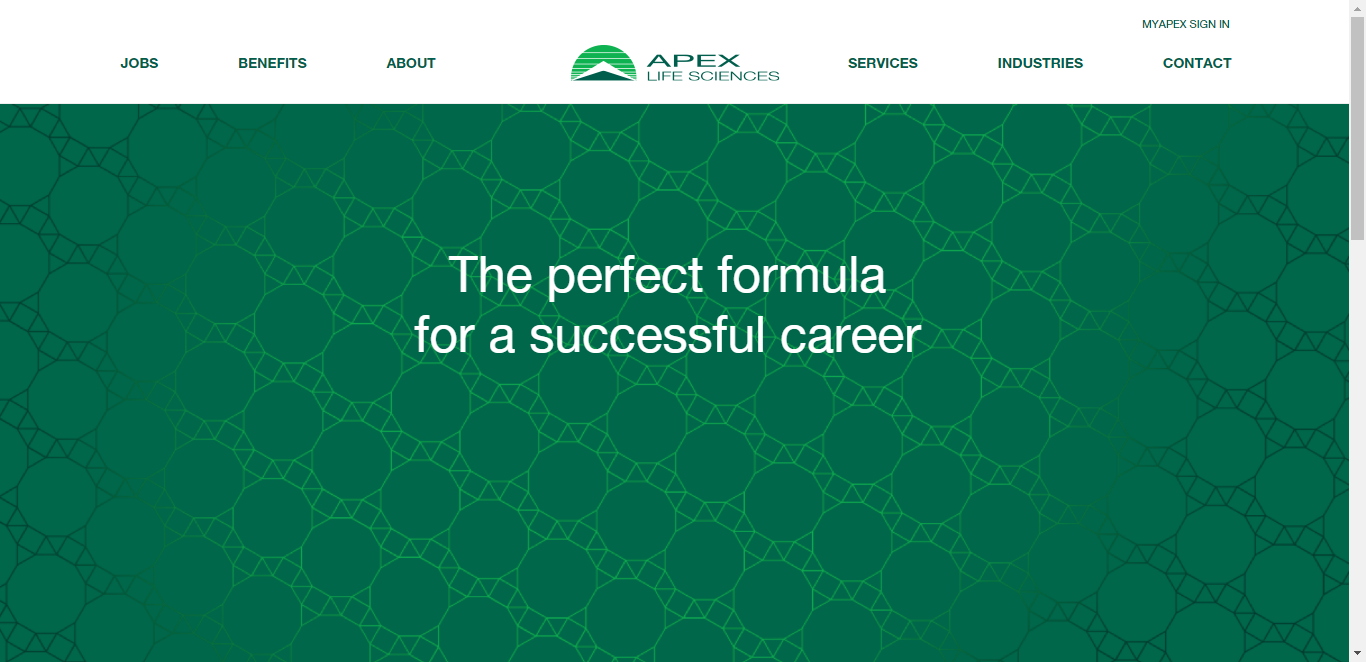 MYAPEX SIGN IN
JOBS BENEFITS ABOUT APEX LIFE SCIENCES SERVICES INDUSTRIES CONTACT
The perfect formula
for a successful career